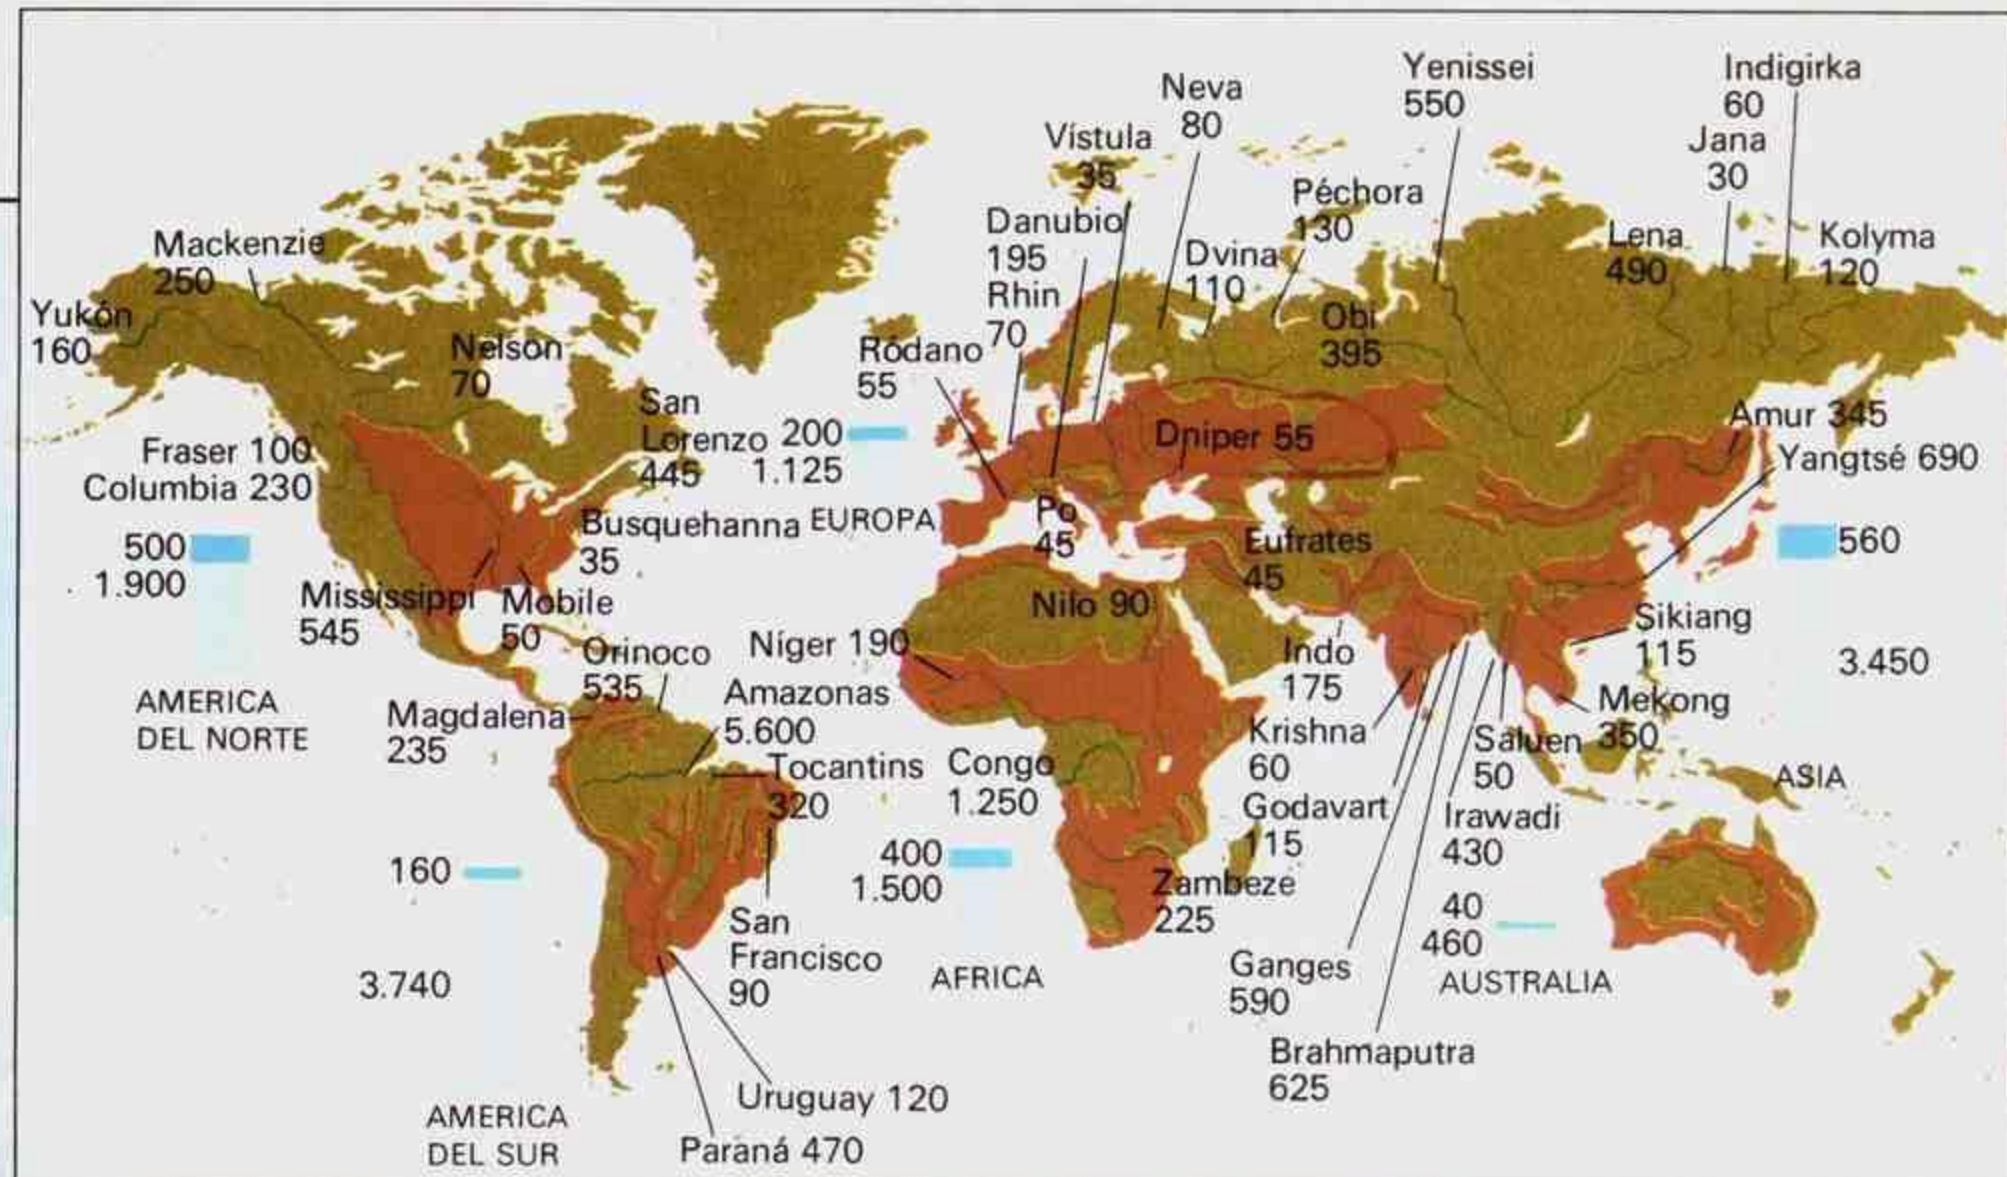 Yenissei
550
Indigirka
60
Neva
80
Vístula
35
Jana
30
Danubio
195
Péchora
130
Mackenzie
250
Dvina
110
Lena
490
Kolyma
120
Rhin
70
Yukón
160
Nelson
70
Obi
395
Ródano
55
San
Lorenzo
445
200
1.125
EUROPA
Dniper 55
Amur 345
Yangtsé 690
Fraser 100
Columbia 230
500
1.900
Busquehanna
35
Po
45
Eufrates
45
560
3.450
Mississippi
545
Mobile
50
Nilo 90
Sikiang
115
Orinoco
535
Níger 190
Indo
175
AMERICA
DEL NORTE
Magdalena
235
Amazonas
5.600
Krishna
60
Saluen
50
Mekong
350
Tocantins
320
Congo
1.250
ASIA
Godavart
115
Irawadi
430
160
3.740
400
1.500
Zambeze
225
40
460
San
Francisco
90
AFRICA
Ganges
590
AUSTRALIA
Brahmaputra
625
Uruguay 120
AMERICA
DEL SUR
Paraná 470